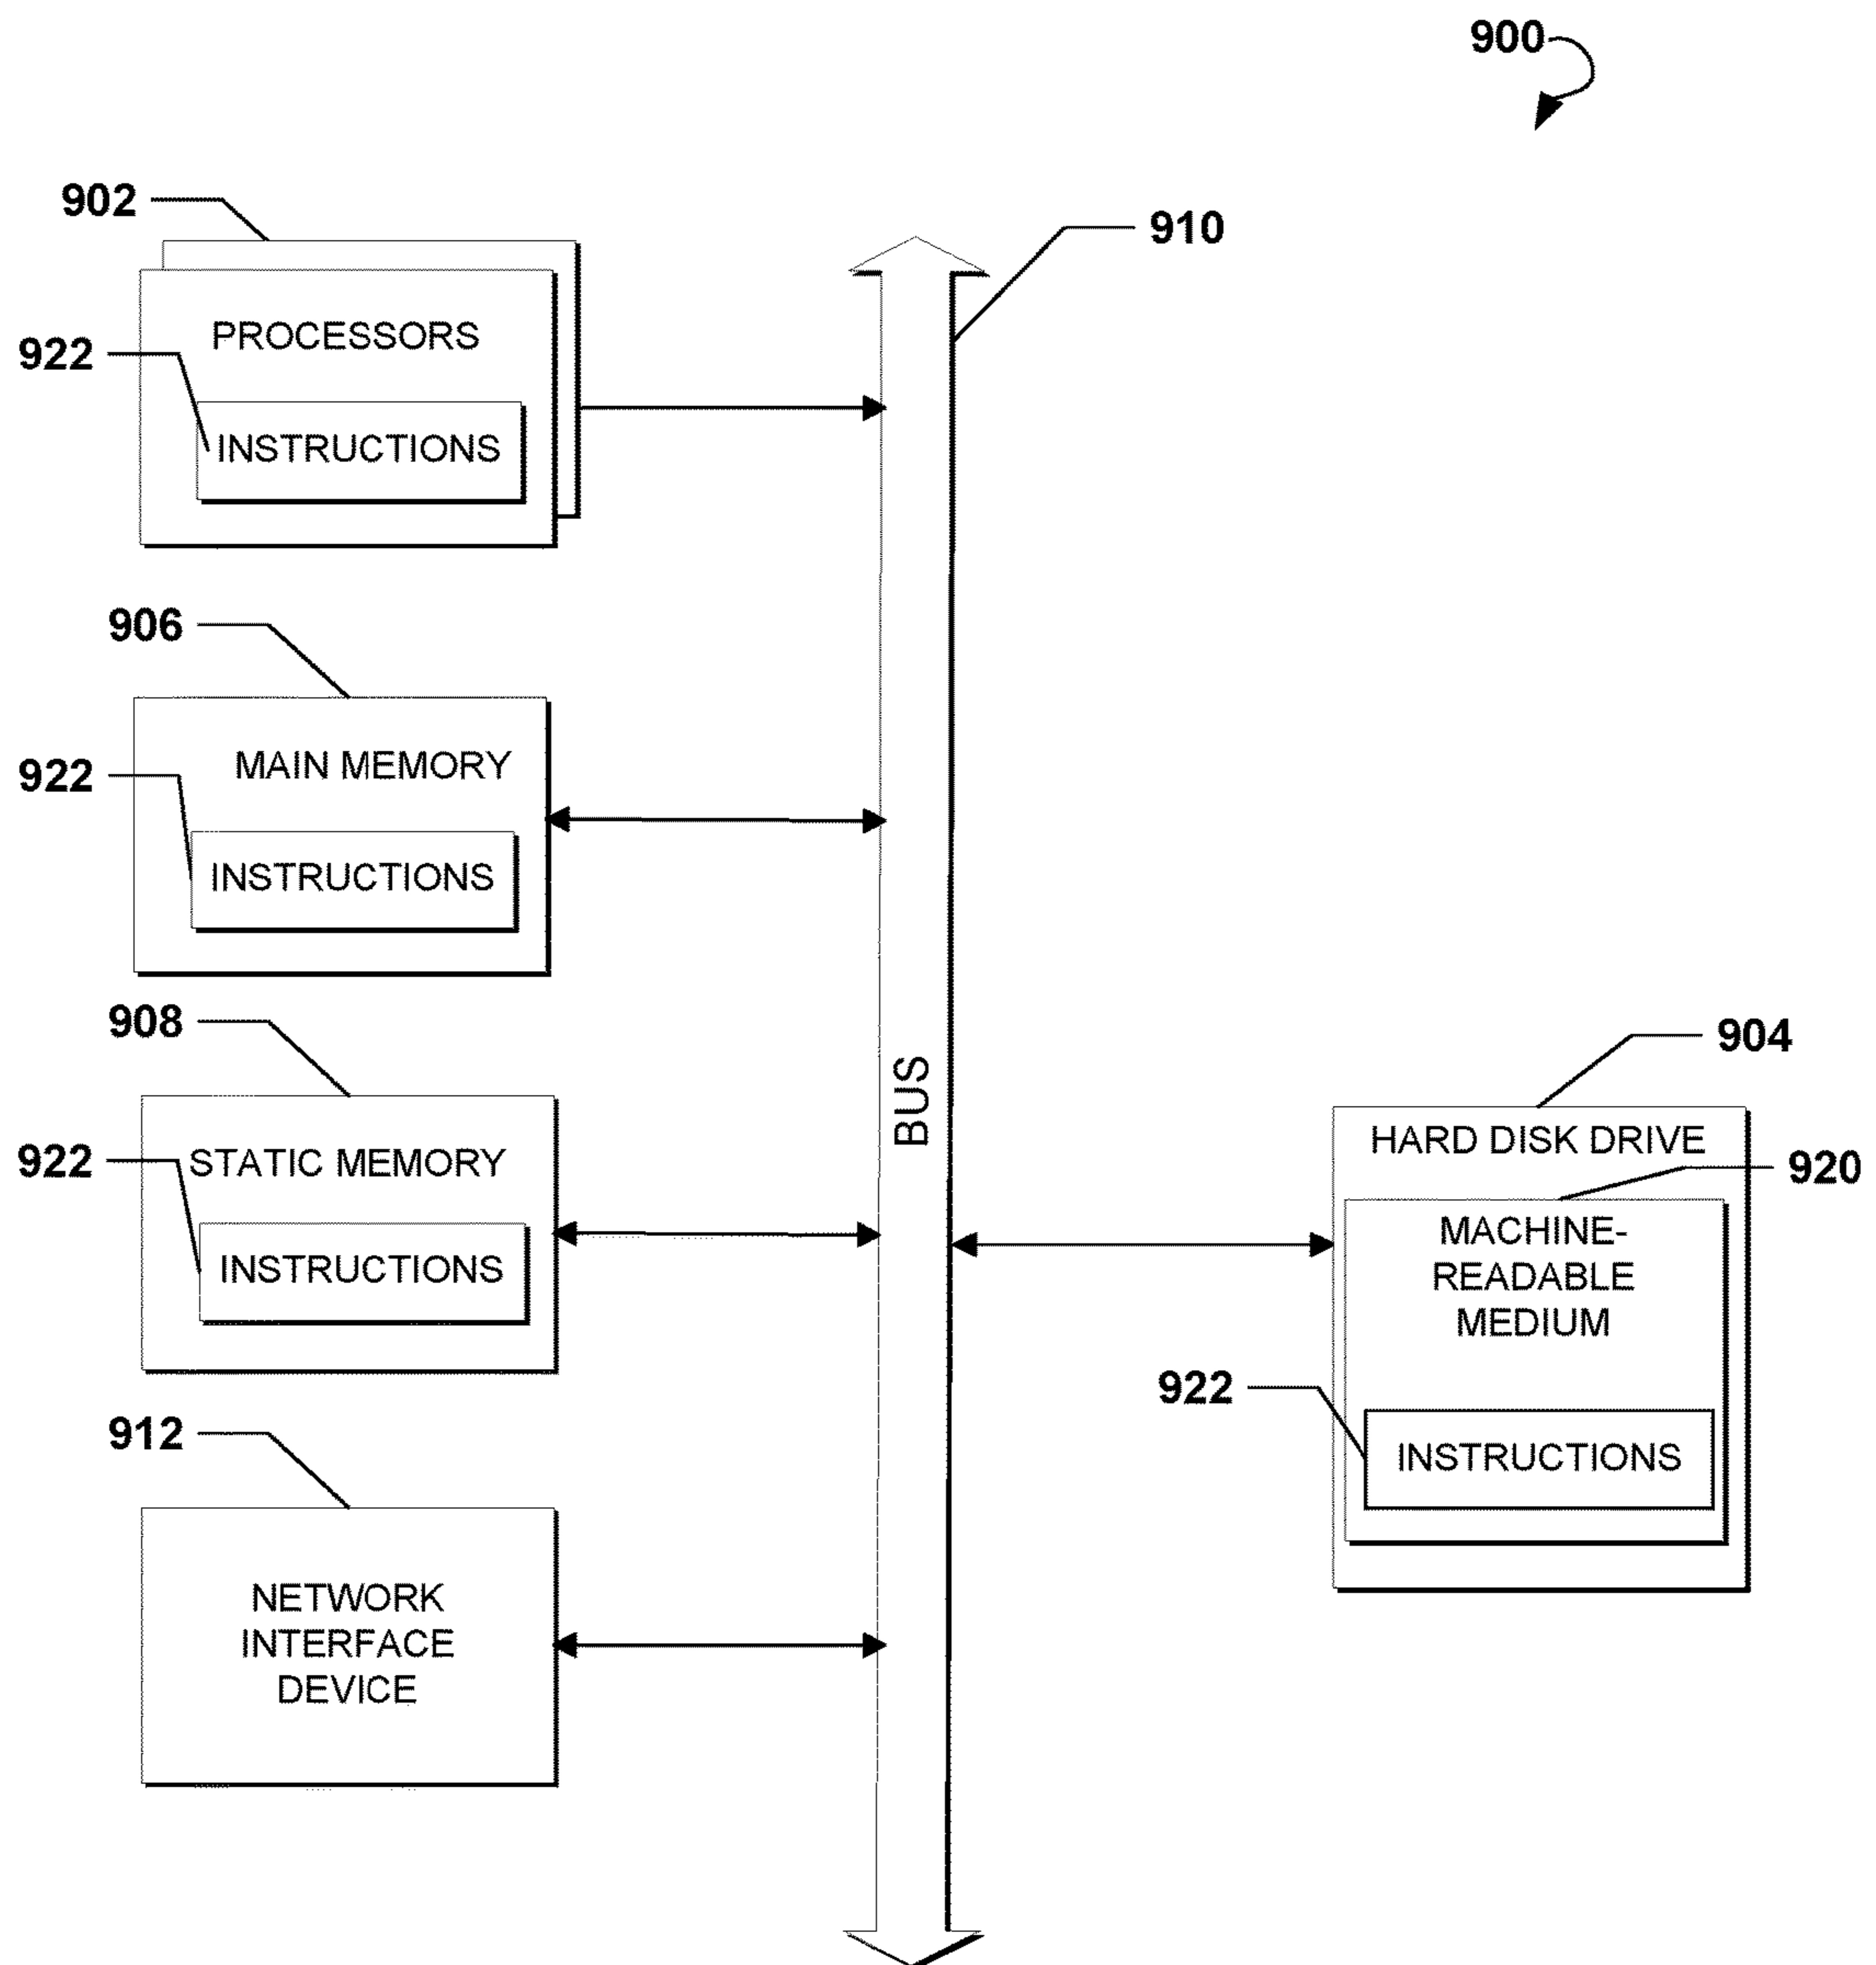 900
902
910
PROCESSORS
922
INSTRUCTIONS
906
MAIN MEMORY
922
INSTRUCTIONS
908
STATIC MEMORY
922
INSTRUCTIONS
BUS
904
HARD DISK DRIVE
920
MACHINE-
READABLE
MEDIUM
922
INSTRUCTIONS
912
NETWORK
INTERFACE
DEVICE